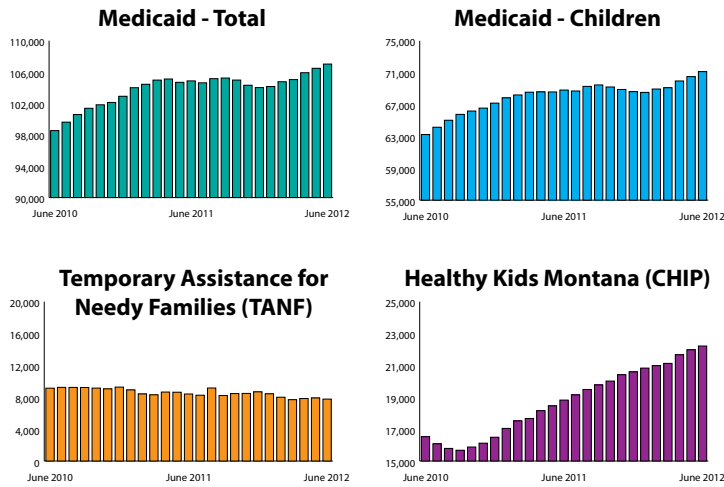 Medicaid - Total
110,000
106,000
102,000
98,000
94,000
90,000
June 2010
June 2011
June 2012
Medicaid - Children
75,000
71,000
67,000
63,000
59,000
55,000
June 2010
June 2011
June 2012
Temporary Assistance for
Needy Families (TANF)
20,000
16,000
12,000
8,000
4,000
0
June 2010
June 2011
June 2012
Healthy Kids Montana (CHIP)
25,000
23,000
21,000
19,000
17,000
15,000
June 2010
June 2011
June 2012